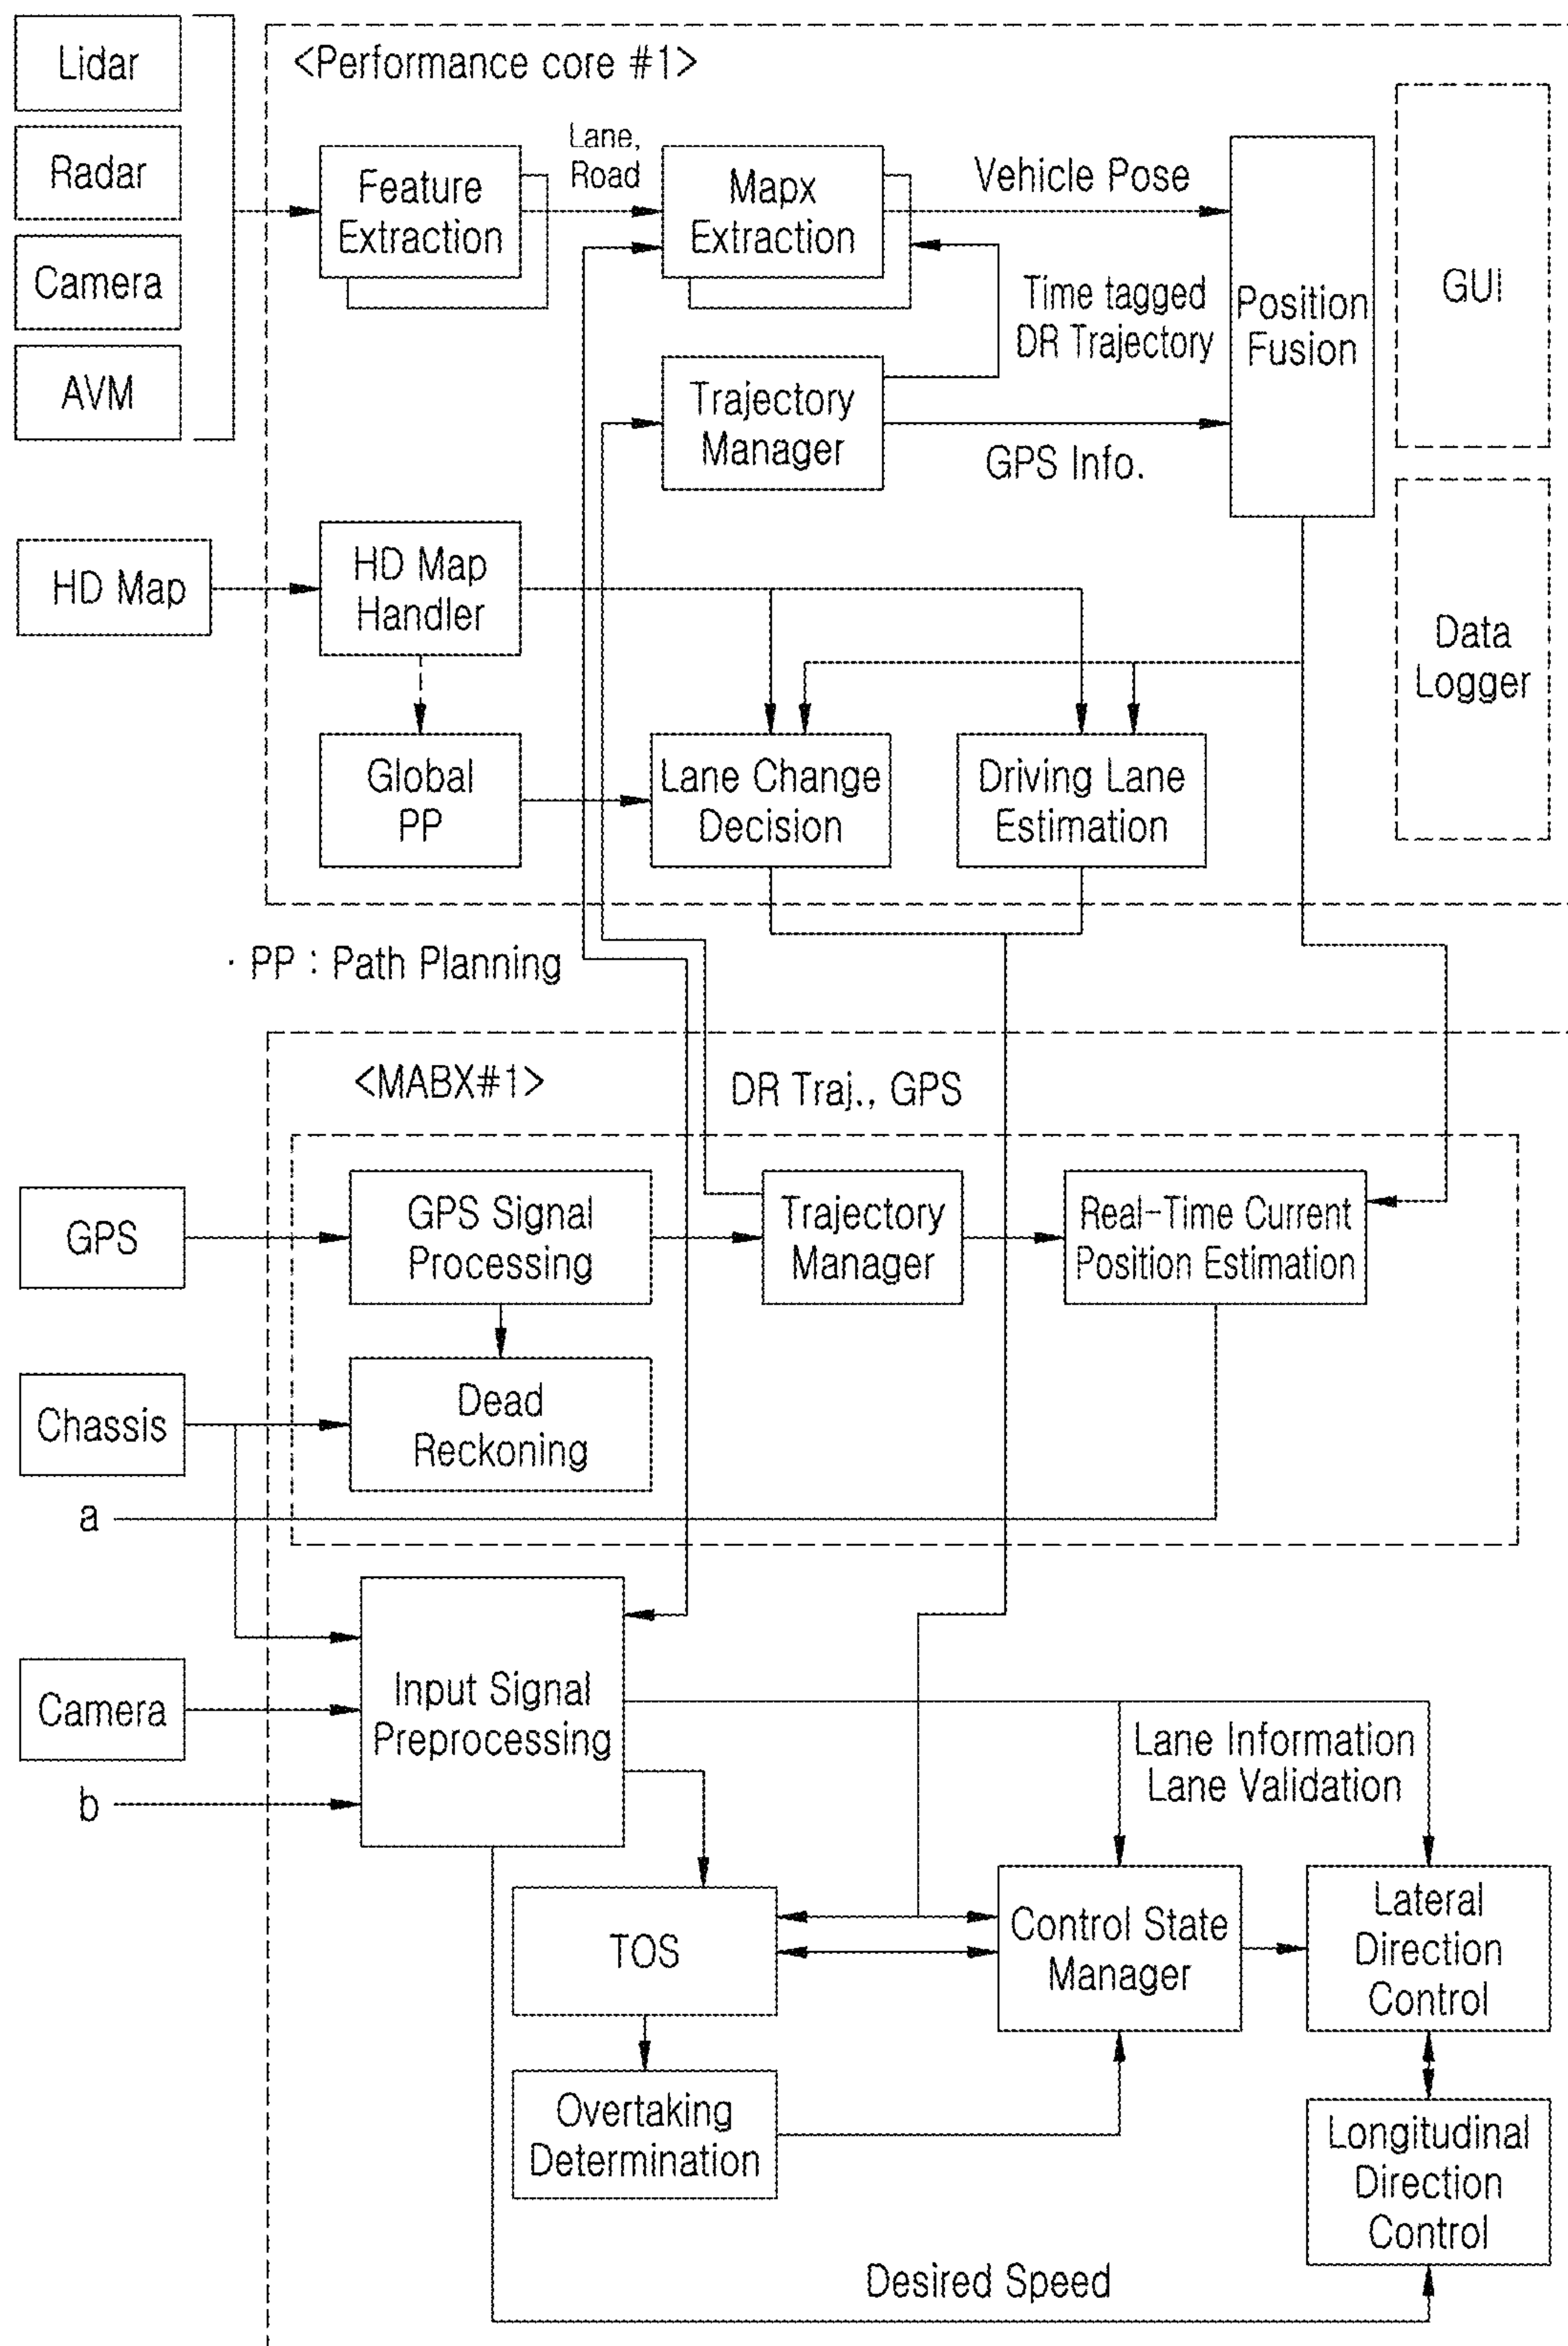 Lidar
Radar
Camera
AVM
<Performance core #1>
Feature
Extraction
Lane,
Road
Mapx
Extraction
Vehicle Pose
Time tagged
DR Trajectory
Position
Fusion
GUI
Trajectory
Manager
GPS Info.
HD Map
HD Map
Handler
Data
Logger
Global
PP
Lane Change
Decision
Driving Lane
Estimation
· PP : Path Planning
<MABX#1>
DR Traj., GPS
GPS
GPS Signal
Processing
Trajectory
Manager
Real-Time Current
Position Estimation
Chassis
Dead
Reckoning
a
Camera
b
Input Signal
Preprocessing
Lane Information
Lane Validation
TOS
Control State
Manager
Lateral
Direction
Control
Overtaking
Determination
Longitudinal
Direction
Control
Desired Speed